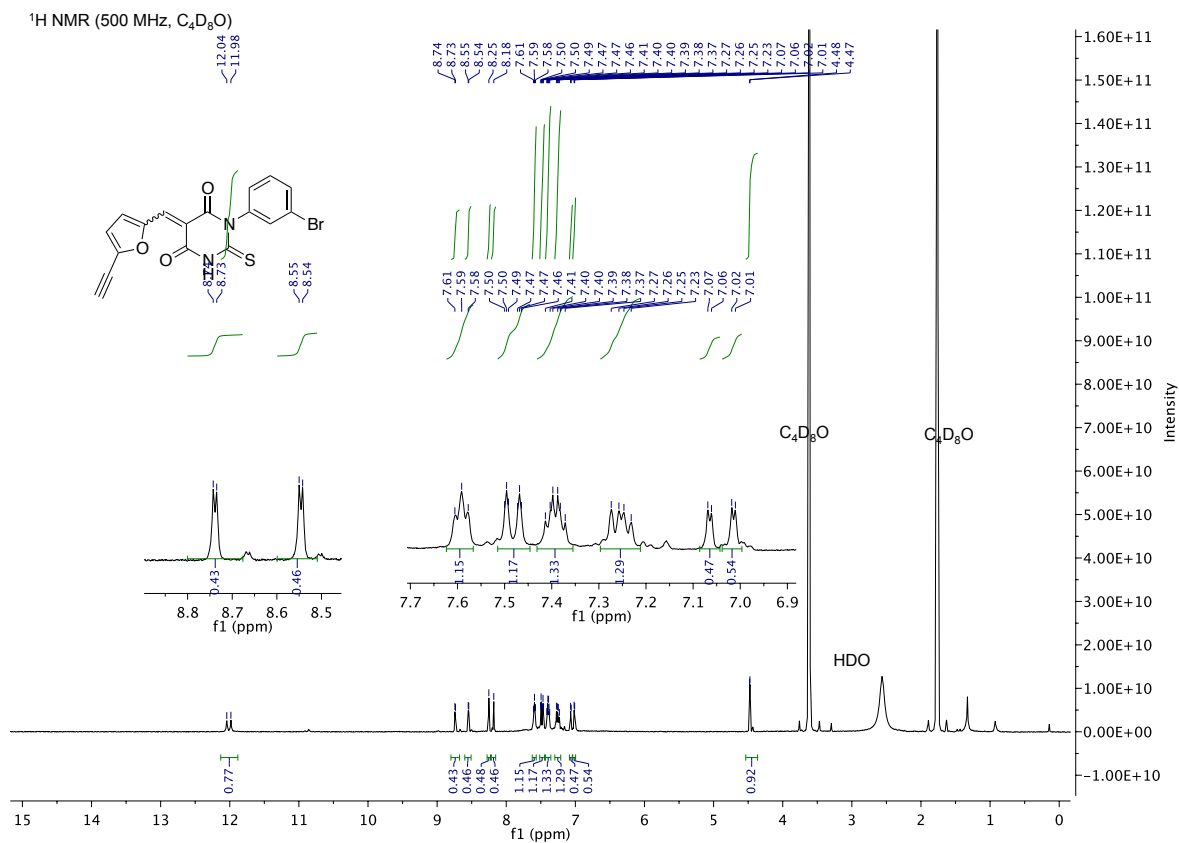 ¹H NMR (500 MHz, C₄D₈O)
12.04
11.98
8.74
8.73
8.55
8.54
8.25
8.18
7.61
7.59
7.58
7.50
7.50
7.49
7.47
7.47
7.46
7.41
7.40
7.40
7.39
7.38
7.37
7.27
7.26
7.25
7.23
7.07
7.06
7.02
7.01
4.48
4.47
1.60E+11
1.50E+11
1.40E+11
1.30E+11
1.20E+11
1.10E+11
1.00E+11
9.00E+10
8.00E+10
7.00E+10
6.00E+10
5.00E+10
4.00E+10
3.00E+10
2.00E+10
1.00E+10
0.00E+00
-1.00E+10
Intensity
O
N
Br
O
O
N
H
S
8.74
8.73
8.55
8.54
7.61
7.59
7.58
7.50
7.50
7.49
7.47
7.47
7.46
7.41
7.40
7.40
7.39
7.38
7.37
7.27
7.26
7.25
7.23
7.07
7.06
7.02
7.01
C₄D₈O
C₄D₈O
0.43
0.46
8.8 8.7 8.6 8.5
f1 (ppm)
1.15
1.17
1.33
1.29
0.47
0.54
7.7 7.6 7.5 7.4 7.3 7.2 7.1 7.0 6.9
f1 (ppm)
HDO
0.77
0.43
0.46
0.48
0.46
1.15
1.17
1.33
1.29
0.47
0.54
0.92
15 14 13 12 11 10 9 8 7 6 5 4 3 2 1 0
f1 (ppm)